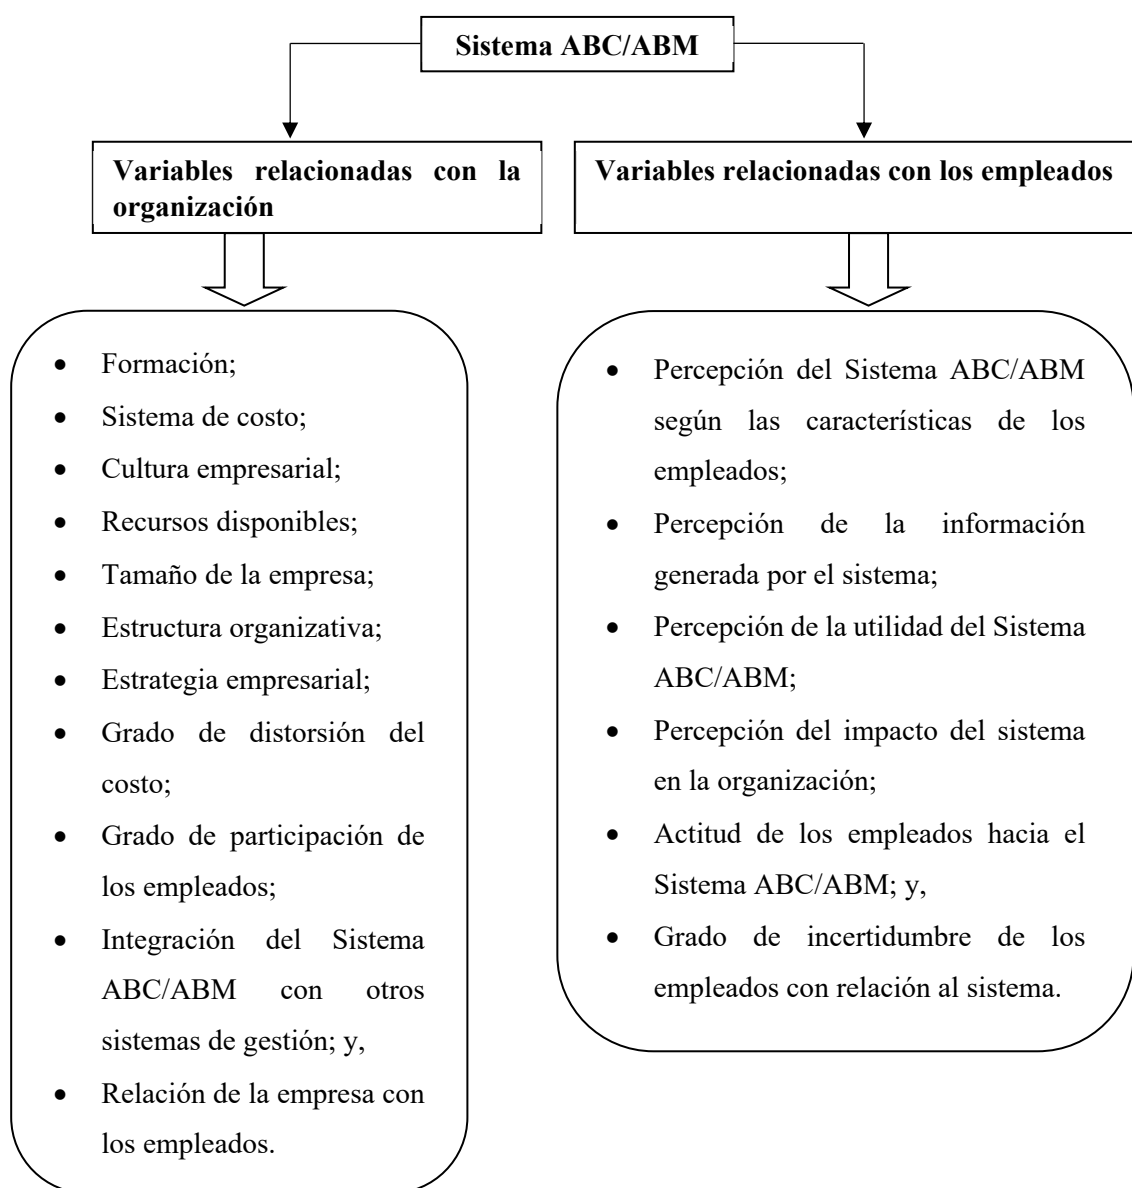 Sistema ABC/ABM
Variables relacionadas con la
organización
Variables relacionadas con los empleados
• Formación;
• Sistema de costo;
• Cultura empresarial;
• Recursos disponibles;
• Tamaño de la empresa;
• Estructura organizativa;
• Estrategia empresarial;
• Grado de distorsión del
costo;
• Grado de participación de
los empleados;
• Integración del Sistema
ABC/ABM con otros
sistemas de gestión; y,
• Relación de la empresa con
los empleados.
• Percepción del Sistema ABC/ABM
según las características de los
empleados;
• Percepción de la información
generada por el sistema;
• Percepción de la utilidad del Sistema
ABC/ABM;
• Percepción del impacto del sistema
en la organización;
• Actitud de los empleados hacia el
Sistema ABC/ABM; y,
• Grado de incertidumbre de los
empleados con relación al sistema.